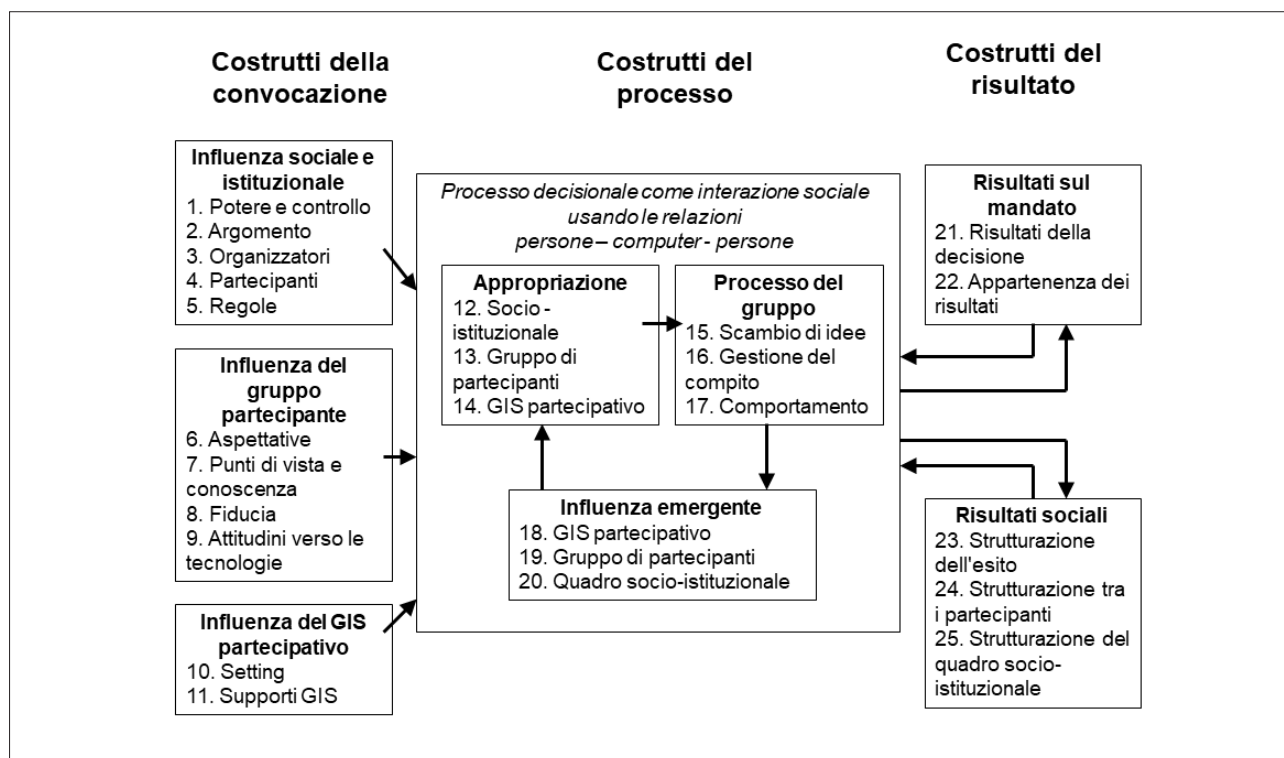 Costrutti della
convocazione
Costrutti del
processo
Costrutti del
risultato
Influenza sociale e
istituzionale
1. Potere e controllo
2. Argomento
3. Organizzatori
4. Partecipanti
5. Regole
Influenza del
gruppo
partecipante
6. Aspettative
7. Punti di vista e
conoscenza
8. Fiducia
9. Attitudini verso le
tecnologie
Influenza del GIS
partecipativo
10. Setting
11. Supporti GIS
Processo decisionale come interazione sociale
usando le relazioni
persone – computer - persone
Appropriazione
12. Socio -
istituzionale
13. Gruppo di
partecipanti
14. GIS partecipativo
Processo del
gruppo
15. Scambio di idee
16. Gestione del
compito
17. Comportamento
Influenza emergente
18. GIS partecipativo
19. Gruppo di partecipanti
20. Quadro socio-istituzionale
Risultati sul
mandato
21. Risultati della
decisione
22. Appartenenza dei
risultati
Risultati sociali
23. Strutturazione
dell'esito
24. Strutturazione tra
i partecipanti
25. Strutturazione del
quadro socio-
istituzionale